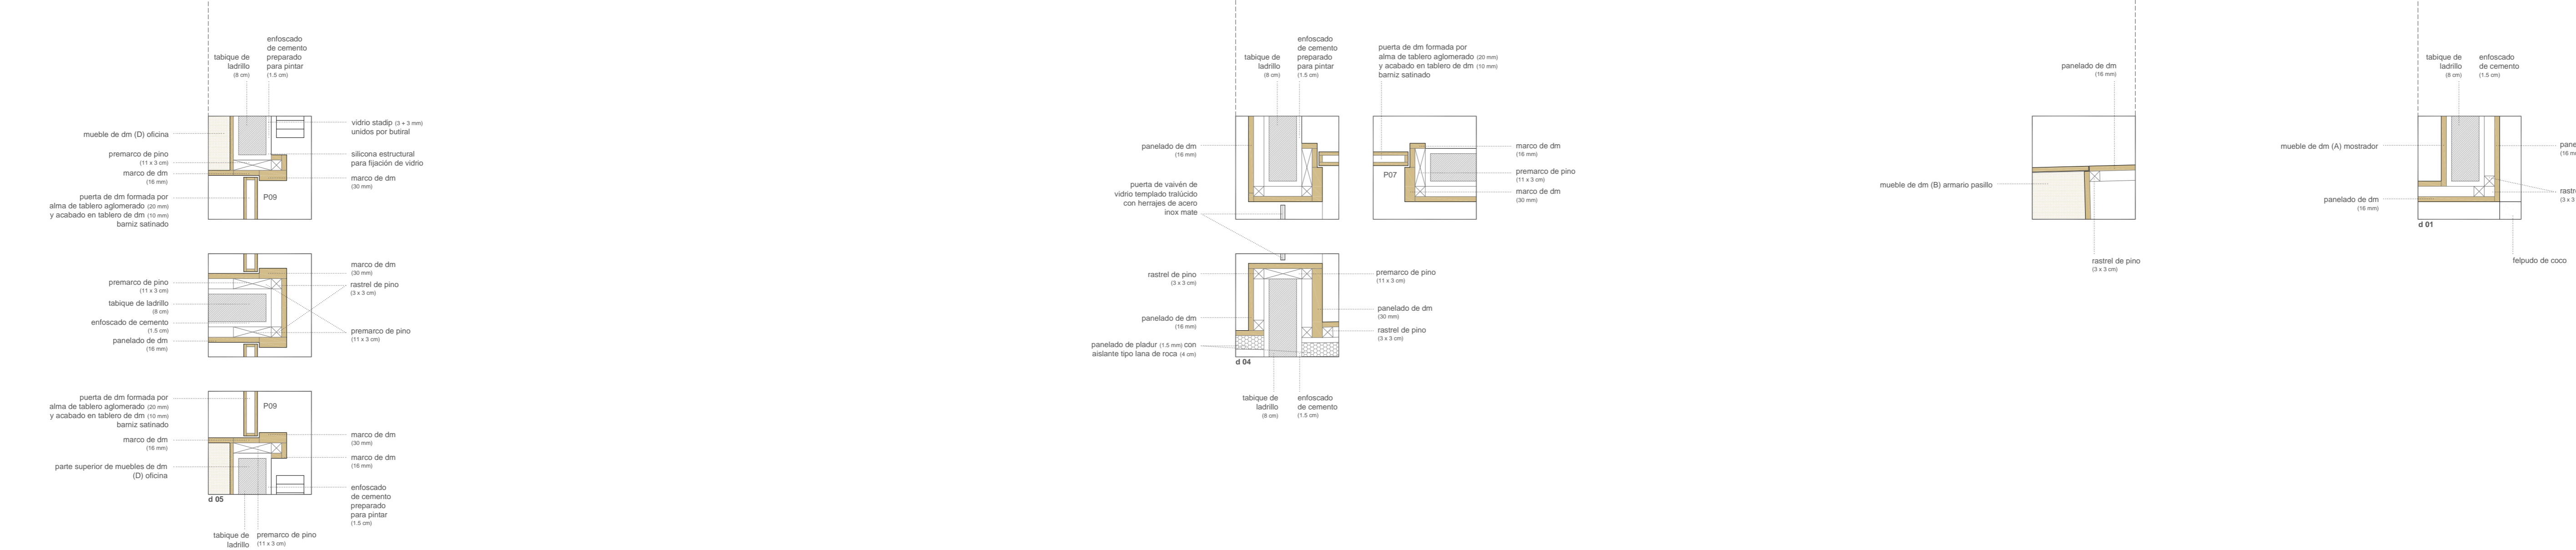 enfoscado
de cemento
preparado
para pintar
(1.5 cm)
tabique de
ladrillo
(8 cm)
mueble de dm (D) oficina
premarco de pino
(11 x 3 cm)
marco de dm
(16 mm)
puerta de dm formada por
alma de tablero aglomerado (20 mm)
y acabado en tablero de dm (10 mm)
barniz satinado
P09
vidrio stadip (3 + 3 mm)
unidos por butiral
silicona estructural
para fijación de vidrio
marco de dm
(30 mm)
premarco de pino
(11 x 3 cm)
tabique de ladrillo
(8 cm)
enfoscado de cemento
(1.5 cm)
panelado de dm
(16 mm)
marco de dm
(30 mm)
rastrel de pino
(3 x 3 cm)
premarco de pino
(11 x 3 cm)
puerta de dm formada por
alma de tablero aglomerado (20 mm)
y acabado en tablero de dm (10 mm)
barniz satinado
marco de dm
(16 mm)
parte superior de muebles de dm
(D) oficina
P09
marco de dm
(30 mm)
marco de dm
(16 mm)
enfoscado
de cemento
preparado
para pintar
(1.5 cm)
d 05
tabique de
ladrillo
premarco de pino
(11 x 3 cm)
tabique de
ladrillo
(8 cm)
enfoscado
de cemento
preparado
para pintar
(1.5 cm)
puerta de dm formada por
alma de tablero aglomerado (20 mm)
y acabado en tablero de dm (10 mm)
barniz satinado
panelado de dm
(16 mm)
puerta de vaivén de
vidrio templado tralúcido
con herrajes de acero
inox mate
P07
marco de dm
(16 mm)
premarco de pino
(11 x 3 cm)
marco de dm
(30 mm)
rastrel de pino
(3 x 3 cm)
panelado de dm
(16 mm)
panelado de pladur (1.5 mm) con
aislante tipo lana de roca (4 cm)
premarco de pino
(11 x 3 cm)
panelado de dm
(30 mm)
rastrel de pino
(3 x 3 cm)
d 04
tabique de
ladrillo
(8 cm)
enfoscado
de cemento
(1.5 cm)
panelado de dm
(16 mm)
mueble de dm (B) armario pasillo
rastrel de pino
(3 x 3 cm)
tabique de
ladrillo
(8 cm)
enfoscado
de cemento
(1.5 cm)
mueble de dm (A) mostrador
panelado de dm
(16 mm)
d 01
felpudo de coco